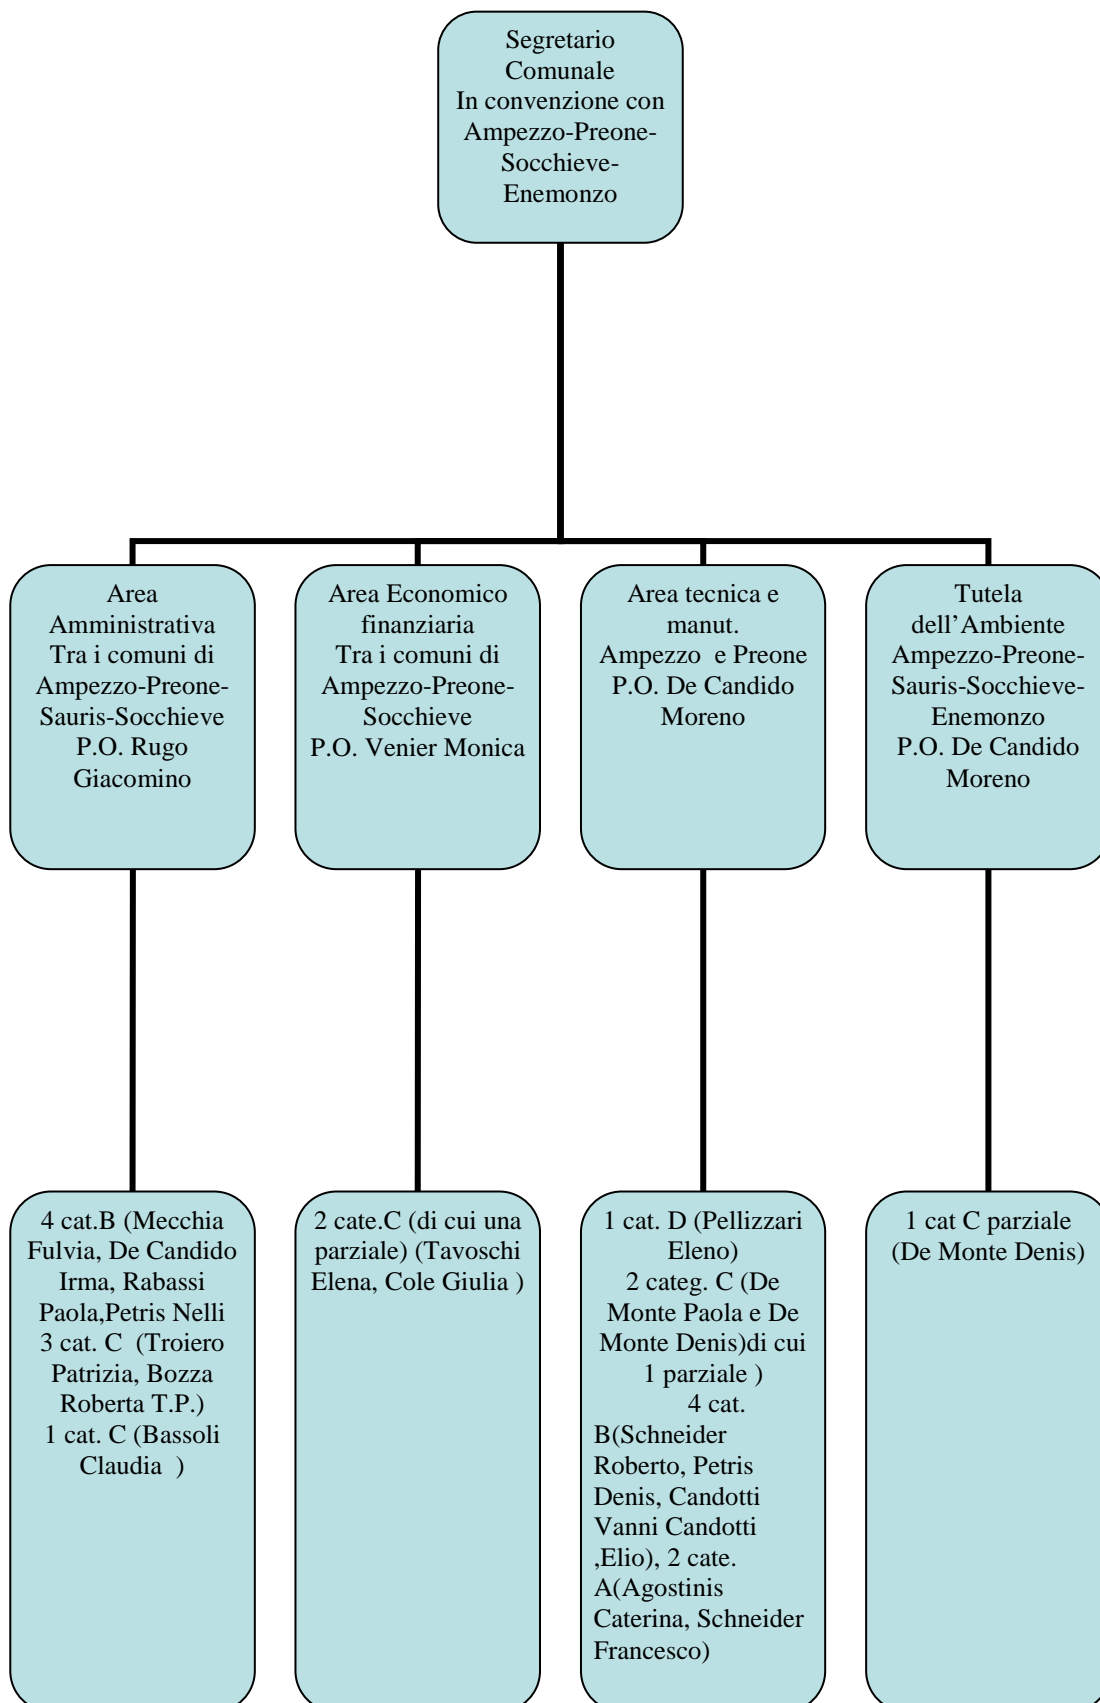 Segretario
Comunale
In convenzione con
Ampezzo-Preone-
Socchieve-
Enemonzo
Area
Amministrativa
Tra i comuni di
Ampezzo-Preone-
Sauris-Socchieve
P.O. Rugo
Giacomino
Area Economico
finanziaria
Tra i comuni di
Ampezzo-Preone-
Socchieve
P.O. Venier Monica
Area tecnica e
manut.
Ampezzo  e Preone
P.O. De Candido
Moreno
Tutela
dell’Ambiente
Ampezzo-Preone-
Sauris-Socchieve-
Enemonzo
P.O. De Candido
Moreno
4 cat.B (Mecchia
Fulvia, De Candido
Irma, Rabassi
Paola,Petris Nelli
3 cat. C  (Troiero
Patrizia, Bozza
Roberta T.P.)
1 cat. C (Bassoli
Claudia  )
2 cate.C (di cui una
parziale) (Tavoschi
Elena, Cole Giulia )
1 cat. D (Pellizzari
Eleno)
2 categ. C (De
Monte Paola e De
Monte Denis)di cui
1 parziale )
4 cat.
B(Schneider
Roberto, Petris
Denis, Candotti
Vanni Candotti
,Elio), 2 cate.
A(Agostinis
Caterina, Schneider
Francesco)
1 cat C parziale
(De Monte Denis)